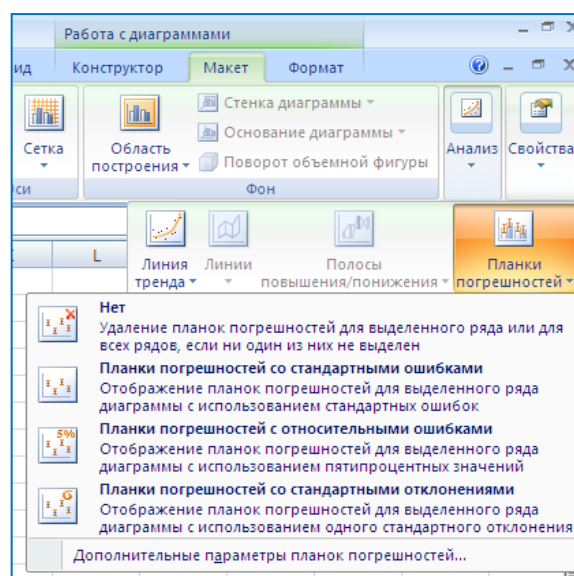 Работа с диаграммами
ид Конструктор Макет Формат
Стенка диаграммы
Основание диаграммы
Поворот объемной фигуры
Сетка
Область построения
Анализ
Свойства
си Фон
L
Линия тренда
Линии
Полосы повышения/понижения
Планки погрешностей
Нет
Удаление планок погрешностей для выделенного ряда или для
всех рядов, если ни один из них не выделен
Планки погрешностей со стандартными ошибками
Отображение планок погрешностей для выделенного ряда
диаграммы с использованием стандартных ошибок
5%
Планки погрешностей с относительными ошибками
Отображение планок погрешностей для выделенного ряда
диаграммы с использованием пятипроцентных значений
Планки погрешностей со стандартными отклонениями
Отображение планок погрешностей для выделенного ряда
диаграммы с использованием одного стандартного отклонения
Дополнительные параметры планок погрешностей...